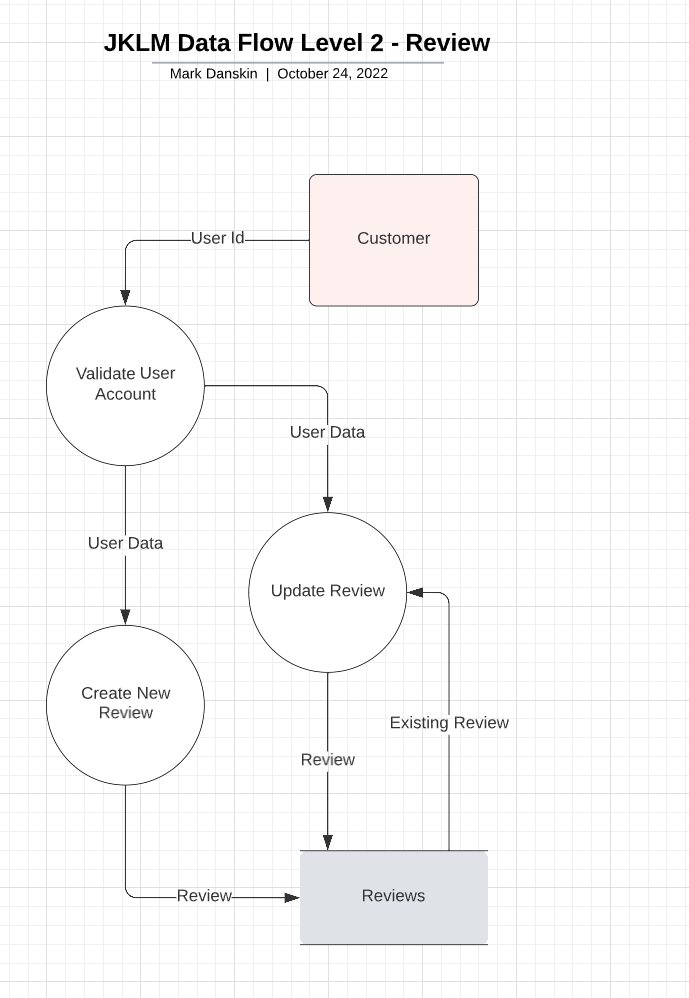 JKLM Data Flow Level 2 - Review
Mark Danskin | October 24, 2022
Customer
User Id
Validate User
Account
User Data
User Data
Update Review
Create New
Review
Existing Review
Review
Review
Reviews